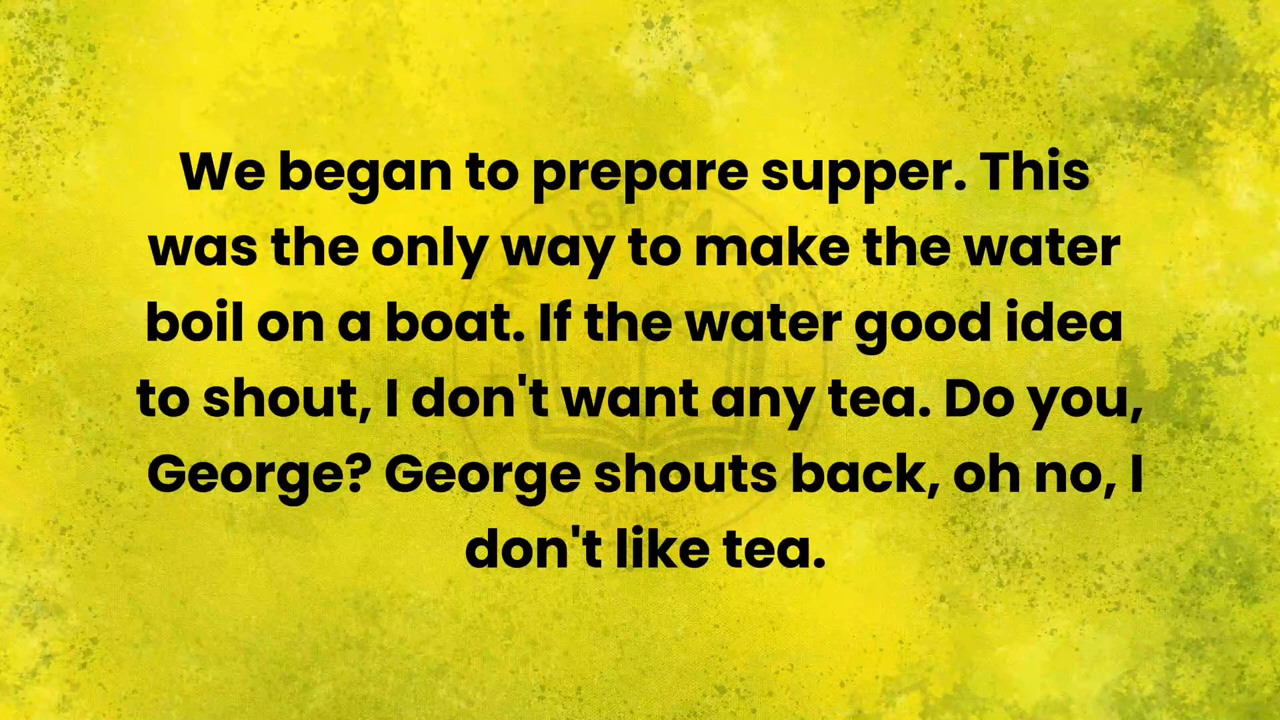 We began to prepare supper. This
was the only way to make the water
boil on a boat. If the water good idea
to shout, I don't want any tea. Do you,
George? George shouts back, oh no, I
don't like tea.